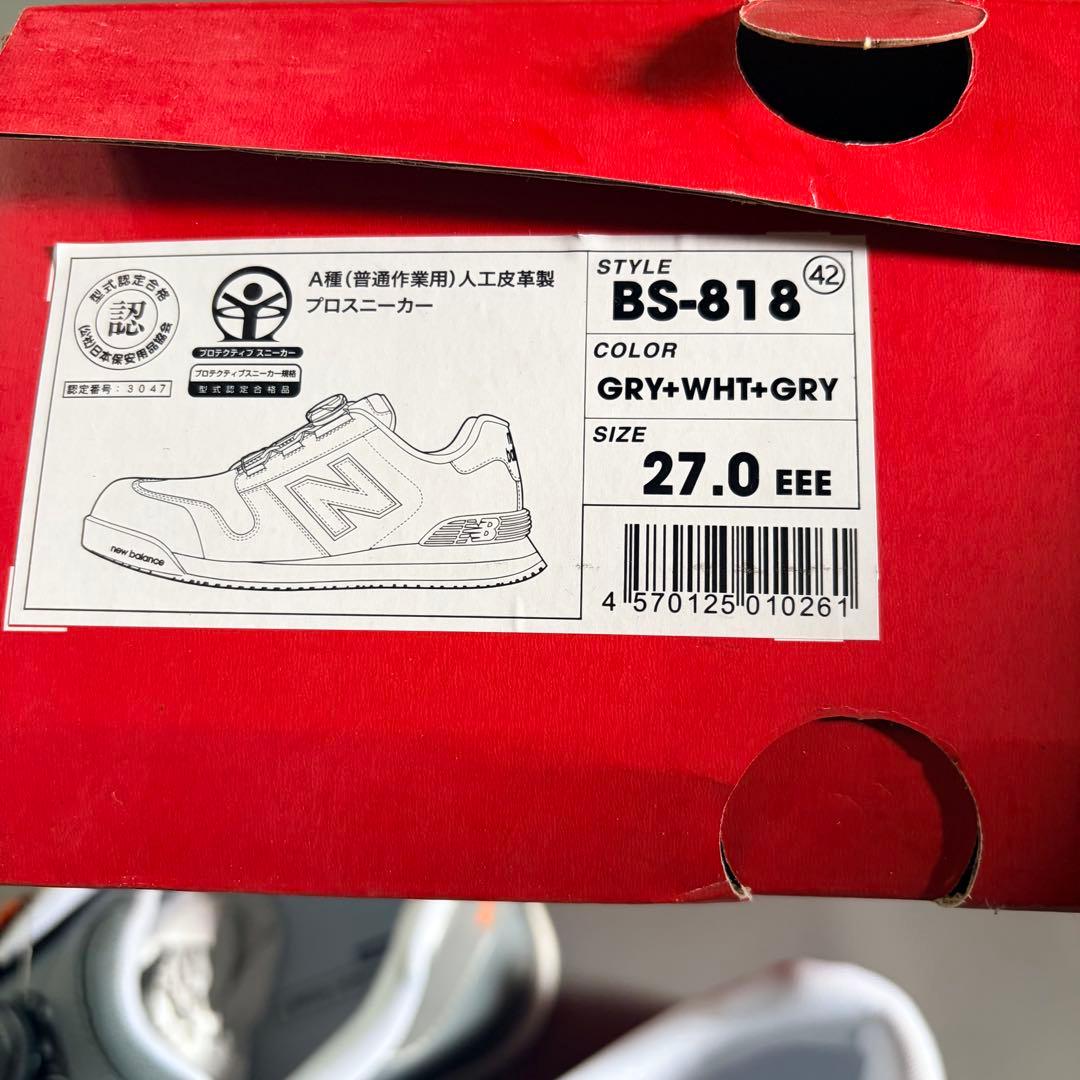 型式認定合格
認
(公社)日本保安用品協会
認定番号：3047
プロテクティブ スニーカー
プロテクティブスニーカー規格
型式認定合格品
A種(普通作業用)人工皮革製
プロスニーカー
N
B
new balance
STYLE
BS-818 42
COLOR
GRY+WHT+GRY
SIZE
27.0 EEE
4 570125 010261